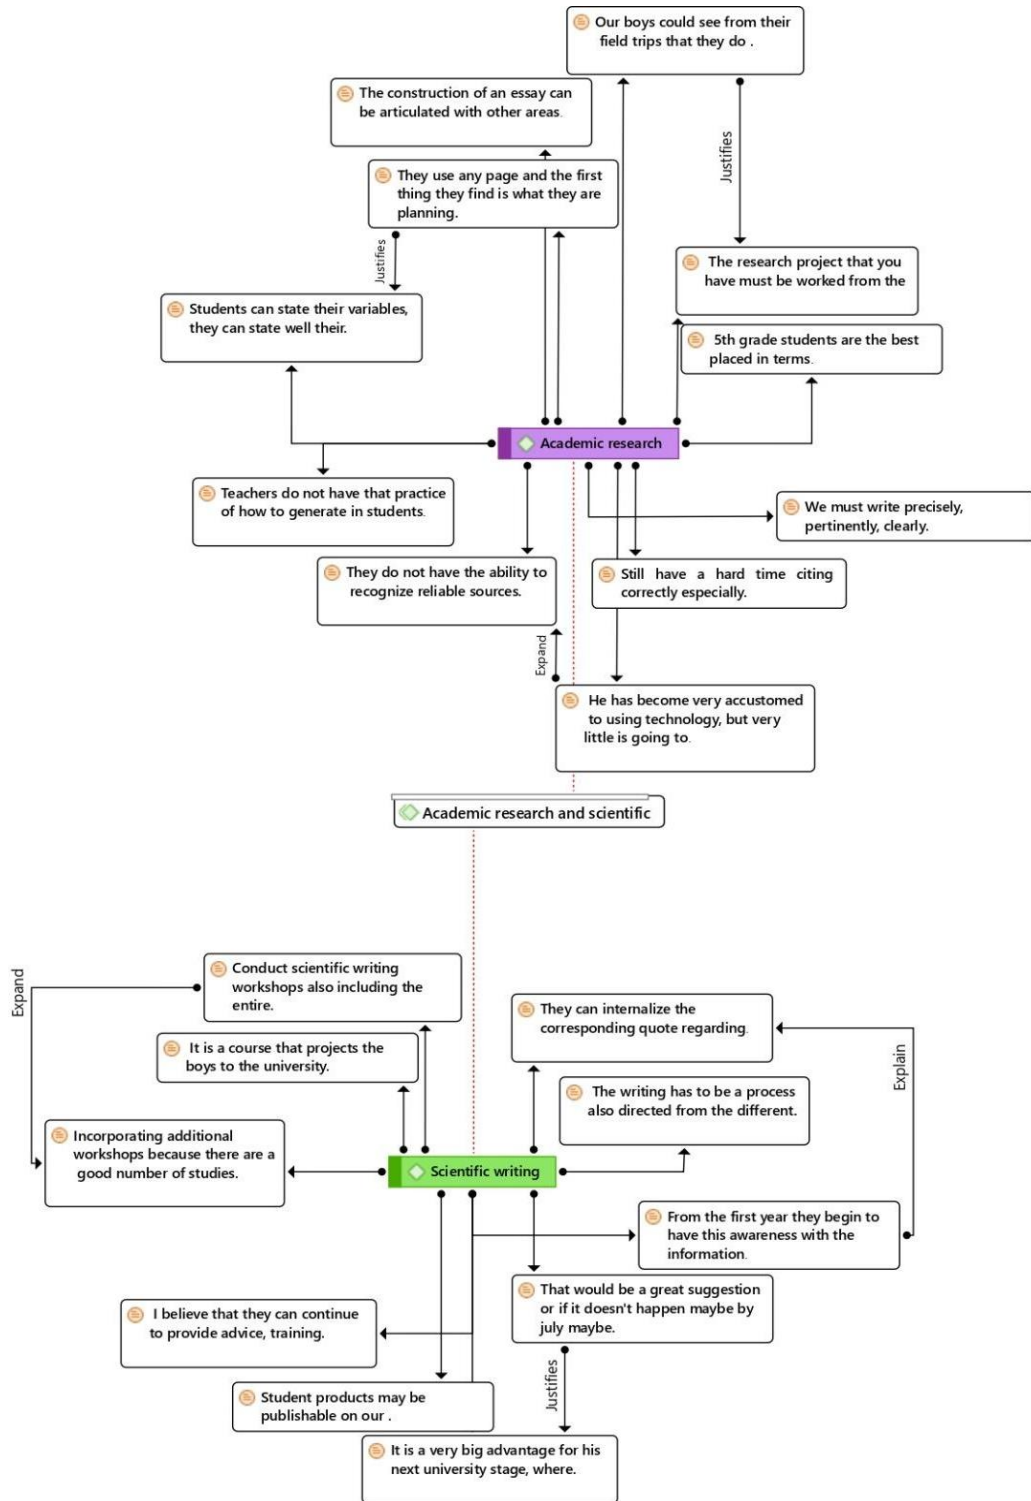 Our boys could see from their
field trips that they do .
The construction of an essay can
be articulated with other areas.
Justifies
They use any page and the first
thing they find is what they are
planning.
Justifies
The research project that you
have must be worked from the
Students can state their variables,
they can state well their.
5th grade students are the best
placed in terms.
Academic research
Teachers do not have that practice
of how to generate in students.
We must write precisely,
pertinently, clearly.
They do not have the ability to
recognize reliable sources.
Still have a hard time citing
correctly especially.
Expand
He has become very accustomed
to using technology, but very
little is going to.
Academic research and scientific
Expand
Conduct scientific writing
workshops also including the
entire.
They can internalize the
corresponding quote regarding.
It is a course that projects the
boys to the university.
Explain
The writing has to be a process
also directed from the different.
Incorporating additional
workshops because there are a
good number of studies.
Scientific writing
From the first year they begin to
have this awareness with the
information.
That would be a great suggestion
or if it doesn't happen maybe by
july maybe.
I believe that they can continue
to provide advice, training.
Justifies
Student products may be
publishable on our .
It is a very big advantage for his
next university stage, where.